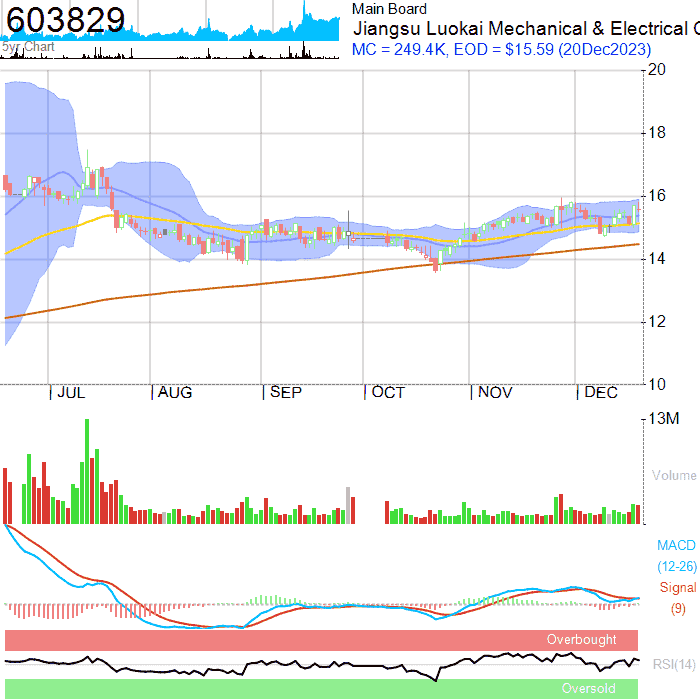 603829
5yr Chart
Main Board
Jiangsu Luokai Mechanical & Electrical C
MC = 249.4K, EOD = $15.59 (20Dec2023)
20
18
16
14
12
10
JUL AUG SEP OCT NOV DEC
13M
Volume
MACD
(12-26)
Signal
(9)
Overbought
RSI(14)
Oversold